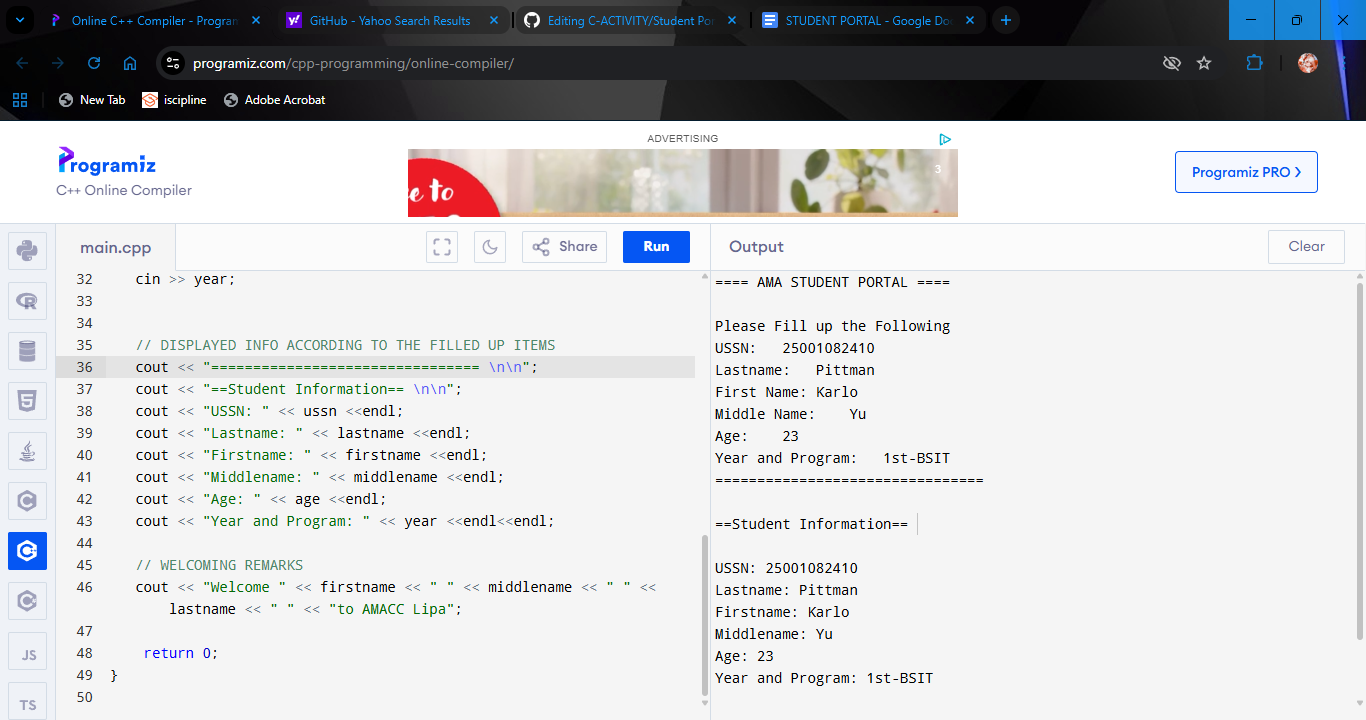 Online C++ Compiler - Program
GitHub - Yahoo Search Results
Editing C-ACTIVITY/Student Por
STUDENT PORTAL - Google Do
programiz.com/cpp-programming/online-compiler/
New Tab
iscipline
Adobe Acrobat
Programiz
C++ Online Compiler
ADVERTISING
e to
3
Programiz PRO >
main.cpp
Share
Run
Output
Clear
32 cin >> year;
33
34
35 // DISPLAYED INFO ACCORDING TO THE FILLED UP ITEMS
36 cout << "================================ \n\n";
37 cout << "==Student Information== \n\n";
38 cout << "USSN: " << ussn <<endl;
39 cout << "Lastname: " << lastname <<endl;
40 cout << "Firstname: " << firstname <<endl;
41 cout << "Middlename: " << middlename <<endl;
42 cout << "Age: " << age <<endl;
43 cout << "Year and Program: " << year <<endl<<endl;
44
45 // WELCOMING REMARKS
46 cout << "Welcome " << firstname << " " << middlename << " " <<
lastname << " " << "to AMACC Lipa";
47
48 return 0;
49 }
50
==== AMA STUDENT PORTAL ====
Please Fill up the Following
USSN: 25001082410
Lastname: Pittman
First Name: Karlo
Middle Name: Yu
Age: 23
Year and Program: 1st-BSIT
================================
==Student Information==
USSN: 25001082410
Lastname: Pittman
Firstname: Karlo
Middlename: Yu
Age: 23
Year and Program: 1st-BSIT
JS
TS